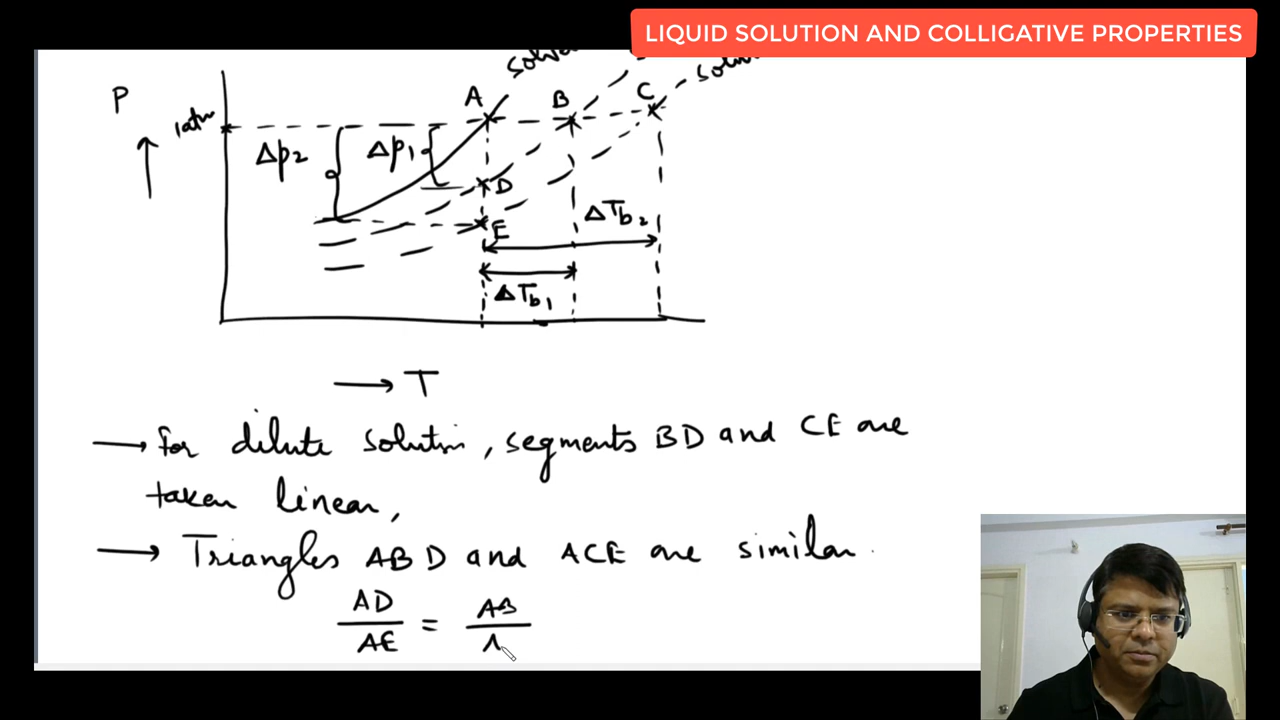 LIQUID SOLUTION AND COLLIGATIVE PROPERTIES
P
1atm
A
B
C
Δp2
Δp1
D
E
ΔTb2
ΔTb1
→ T
→ for dilute solution, segments BD and CE are
taken linear,
→ Triangles ABD and ACE are similar.
AD = AB
AE A